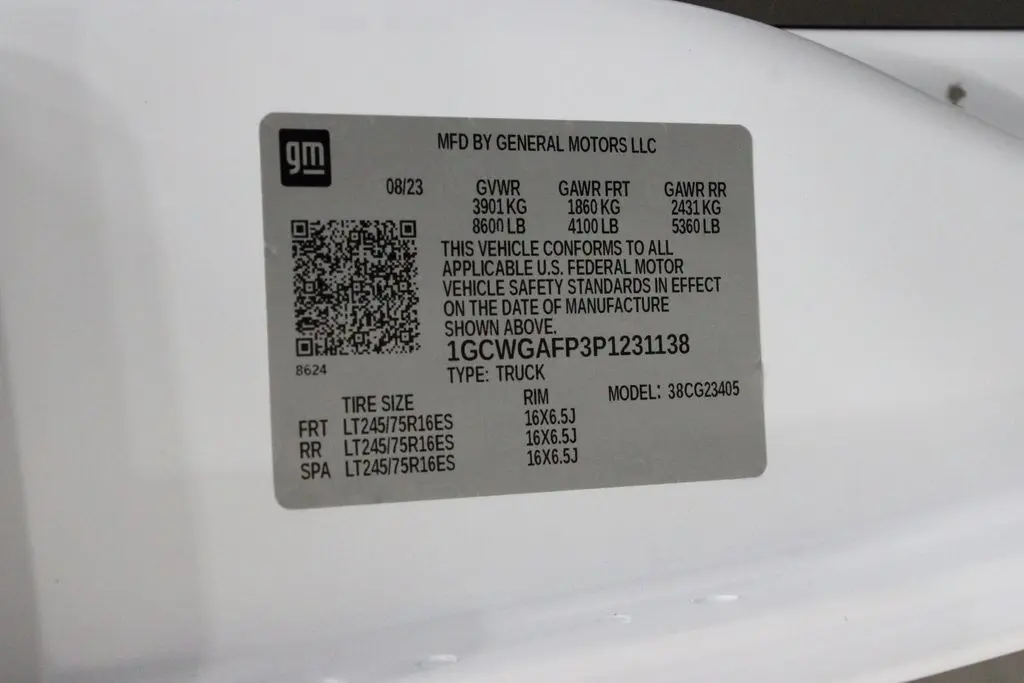 gm
MFD BY GENERAL MOTORS LLC
08/23 GVWR GAWR FRT GAWR RR
3901 KG 1860 KG 2431 KG
8600 LB 4100 LB 5360 LB
THIS VEHICLE CONFORMS TO ALL
APPLICABLE U.S. FEDERAL MOTOR
VEHICLE SAFETY STANDARDS IN EFFECT
ON THE DATE OF MANUFACTURE
SHOWN ABOVE.
1GCWGAFP3P1231138
8624
TYPE: TRUCK
MODEL: 38CG23405
TIRE SIZE RIM
FRT LT245/75R16ES 16X6.5J
RR LT245/75R16ES 16X6.5J
SPA LT245/75R16ES 16X6.5J